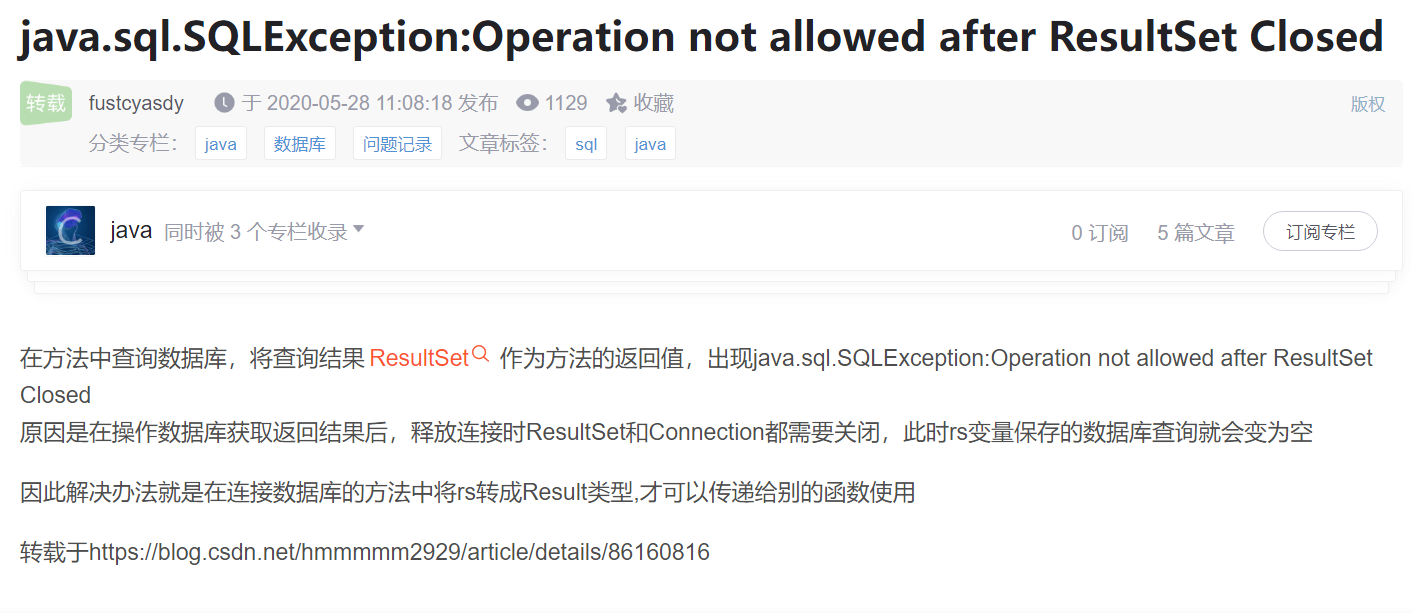 java.sql.SQLException:Operation not allowed after ResultSet Closed
转载 fustcyasdy 于 2020-05-28 11:08:18 发布 1129 收藏 版权
分类专栏: java 数据库 问题记录 文章标签: sql java
java 同时被 3 个专栏收录 0 订阅 5 篇文章 订阅专栏
在方法中查询数据库，将查询结果 ResultSet 作为方法的返回值，出现java.sql.SQLException:Operation not allowed after ResultSet
Closed
原因是在操作数据库获取返回结果后，释放连接时ResultSet和Connection都需要关闭，此时rs变量保存的数据库查询就会变为空
因此解决办法就是在连接数据库的方法中将rs转成Result类型,才可以传递给别的函数使用
转载于https://blog.csdn.net/hmmmmm2929/article/details/86160816